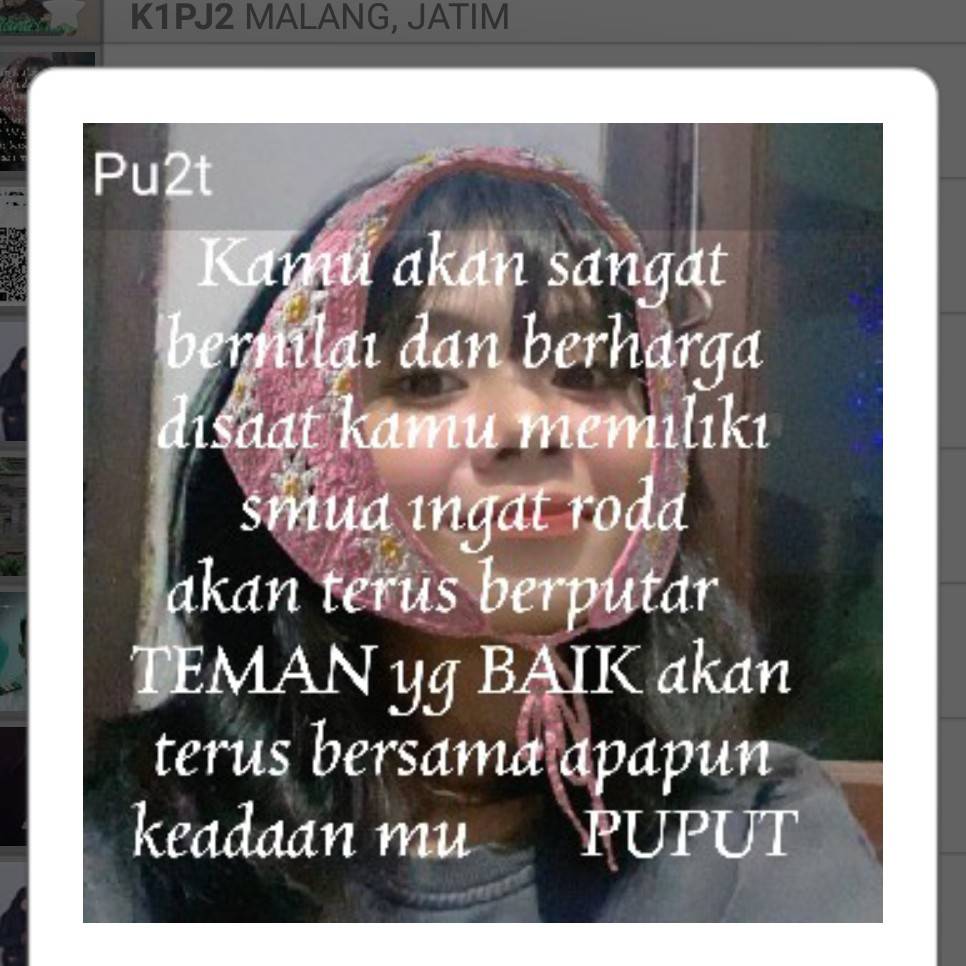 K1PJ2 MALANG, JATIM
Pu2t
Kamu akan sangat
bernilai dan berharga
disaat kamu memiliki
smua ingat roda
akan terus berputar
TEMAN yg BAIK akan
terus bersama apapun
keadaan mu PUPUT